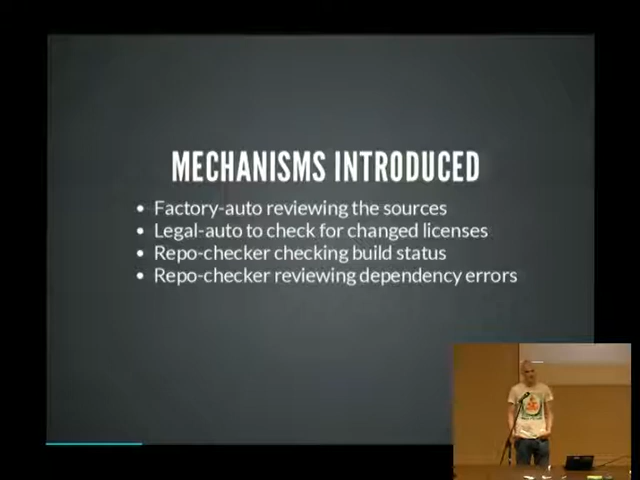 MECHANISMS INTRODUCED
Factory-auto reviewing the sources
Legal-auto to check for changed licenses
Repo-checker checking build status
Repo-checker reviewing dependency errors